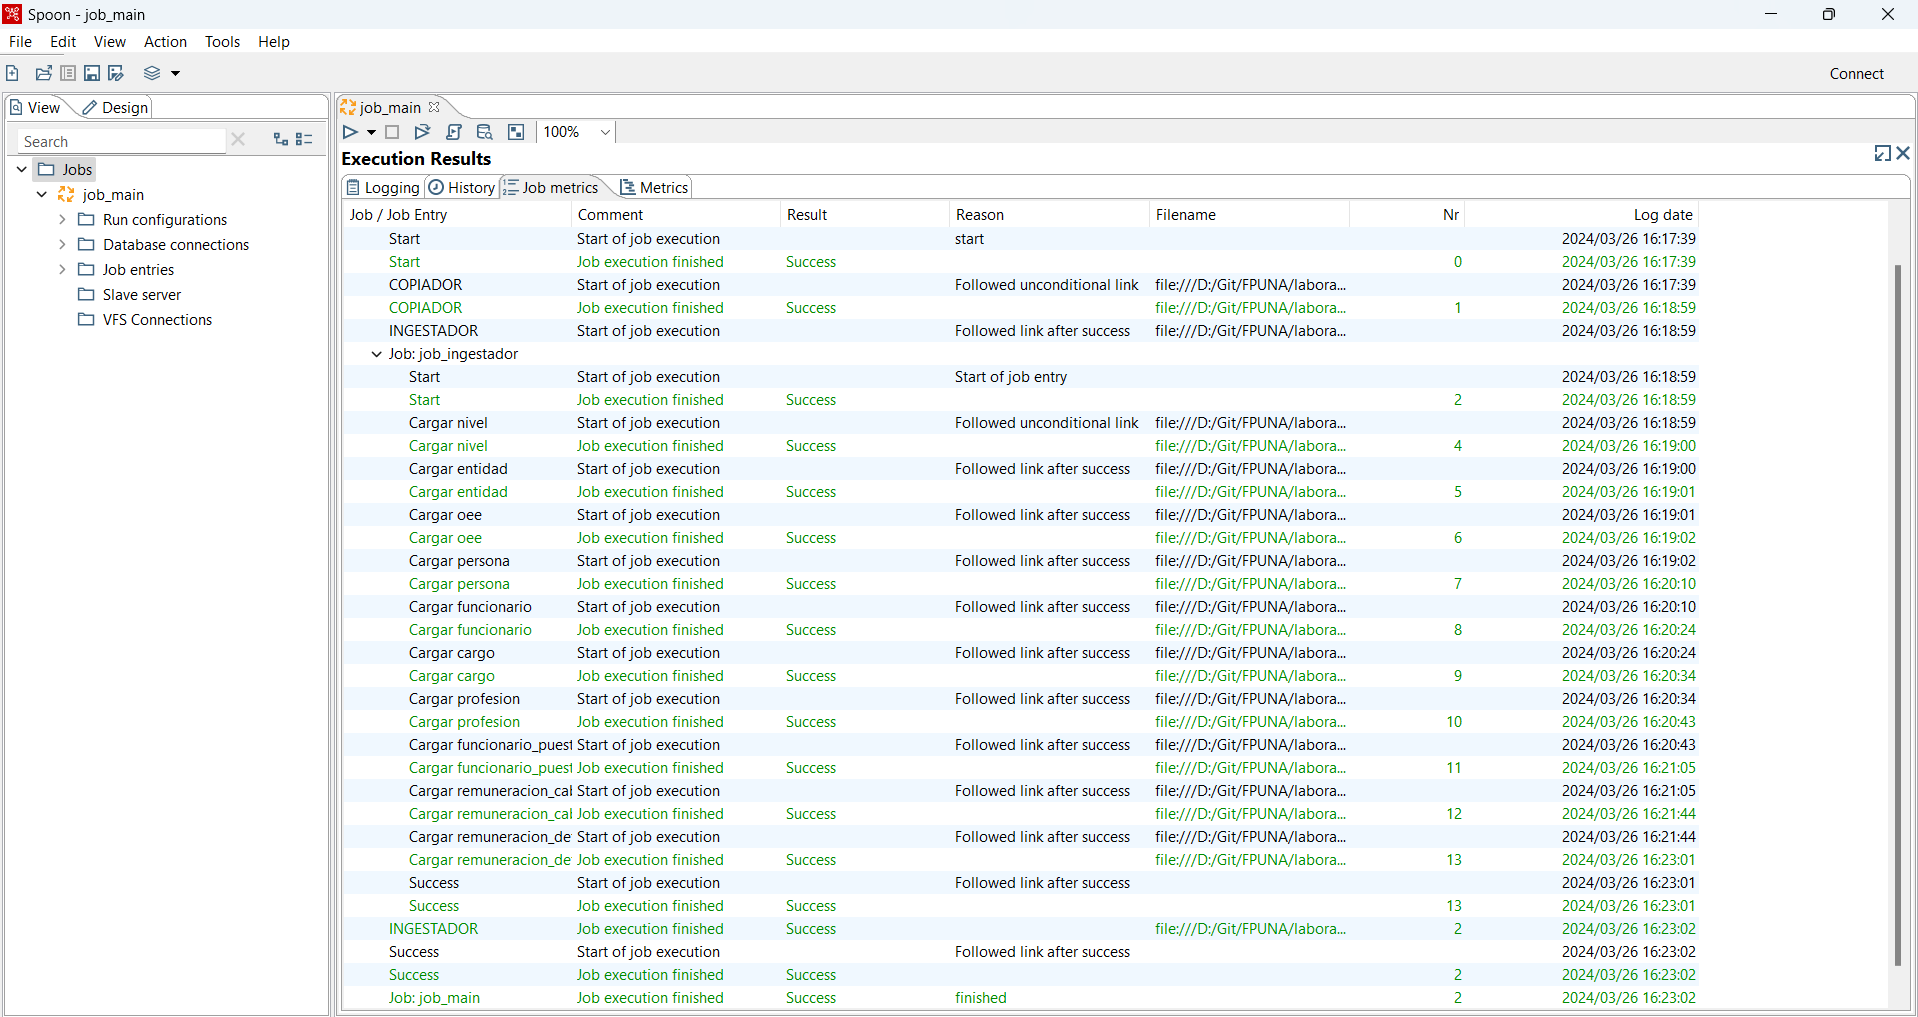 Spoon - job_main
File Edit View Action Tools Help
Connect
View Design
Search
Jobs
job_main
Run configurations
Database connections
Job entries
Slave server
VFS Connections
job_main
100%
Execution Results
Logging History Job metrics Metrics
Job / Job Entry Comment Result Reason Filename Nr Log date
Start Start of job execution start 2024/03/26 16:17:39
Start Job execution finished Success 0 2024/03/26 16:17:39
COPIADOR Start of job execution Followed unconditional link file:///D:/Git/FPUNA/labora... 2024/03/26 16:17:39
COPIADOR Job execution finished Success file:///D:/Git/FPUNA/labora... 1 2024/03/26 16:18:59
INGESTADOR Start of job execution Followed link after success file:///D:/Git/FPUNA/labora... 2024/03/26 16:18:59
Job: job_ingestador
Start Start of job execution Start of job entry 2024/03/26 16:18:59
Start Job execution finished Success 2 2024/03/26 16:18:59
Cargar nivel Start of job execution Followed unconditional link file:///D:/Git/FPUNA/labora... 2024/03/26 16:18:59
Cargar nivel Job execution finished Success file:///D:/Git/FPUNA/labora... 4 2024/03/26 16:19:00
Cargar entidad Start of job execution Followed link after success file:///D:/Git/FPUNA/labora... 2024/03/26 16:19:00
Cargar entidad Job execution finished Success file:///D:/Git/FPUNA/labora... 5 2024/03/26 16:19:01
Cargar oee Start of job execution Followed link after success file:///D:/Git/FPUNA/labora... 2024/03/26 16:19:01
Cargar oee Job execution finished Success file:///D:/Git/FPUNA/labora... 6 2024/03/26 16:19:02
Cargar persona Start of job execution Followed link after success file:///D:/Git/FPUNA/labora... 2024/03/26 16:19:02
Cargar persona Job execution finished Success file:///D:/Git/FPUNA/labora... 7 2024/03/26 16:20:10
Cargar funcionario Start of job execution Followed link after success file:///D:/Git/FPUNA/labora... 2024/03/26 16:20:10
Cargar funcionario Job execution finished Success file:///D:/Git/FPUNA/labora... 8 2024/03/26 16:20:24
Cargar cargo Start of job execution Followed link after success file:///D:/Git/FPUNA/labora... 2024/03/26 16:20:24
Cargar cargo Job execution finished Success file:///D:/Git/FPUNA/labora... 9 2024/03/26 16:20:34
Cargar profesion Start of job execution Followed link after success file:///D:/Git/FPUNA/labora... 2024/03/26 16:20:34
Cargar profesion Job execution finished Success file:///D:/Git/FPUNA/labora... 10 2024/03/26 16:20:43
Cargar funcionario_puest Start of job execution Followed link after success file:///D:/Git/FPUNA/labora... 2024/03/26 16:20:43
Cargar funcionario_puest Job execution finished Success file:///D:/Git/FPUNA/labora... 11 2024/03/26 16:21:05
Cargar remuneracion_cal Start of job execution Followed link after success file:///D:/Git/FPUNA/labora... 2024/03/26 16:21:05
Cargar remuneracion_cal Job execution finished Success file:///D:/Git/FPUNA/labora... 12 2024/03/26 16:21:44
Cargar remuneracion_de Start of job execution Followed link after success file:///D:/Git/FPUNA/labora... 2024/03/26 16:21:44
Cargar remuneracion_de Job execution finished Success file:///D:/Git/FPUNA/labora... 13 2024/03/26 16:23:01
Success Start of job execution Followed link after success 2024/03/26 16:23:01
Success Job execution finished Success 13 2024/03/26 16:23:01
INGESTADOR Job execution finished Success file:///D:/Git/FPUNA/labora... 2 2024/03/26 16:23:02
Success Start of job execution Followed link after success 2024/03/26 16:23:02
Success Job execution finished Success 2 2024/03/26 16:23:02
Job: job_main Job execution finished Success finished 2 2024/03/26 16:23:02